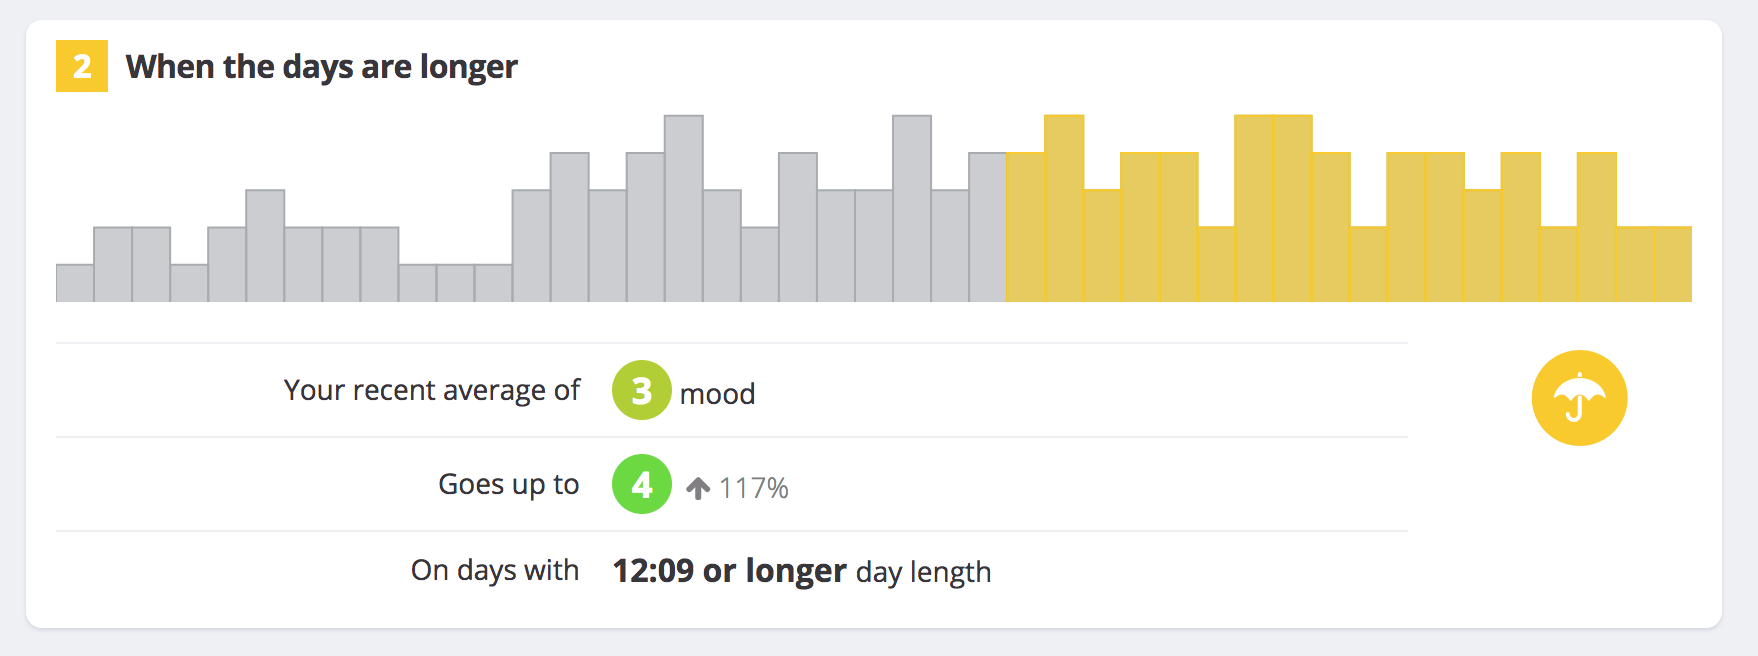 2 When the days are longer
Your recent average of 3 mood
Goes up to 4 117%
On days with 12:09 or longer day length